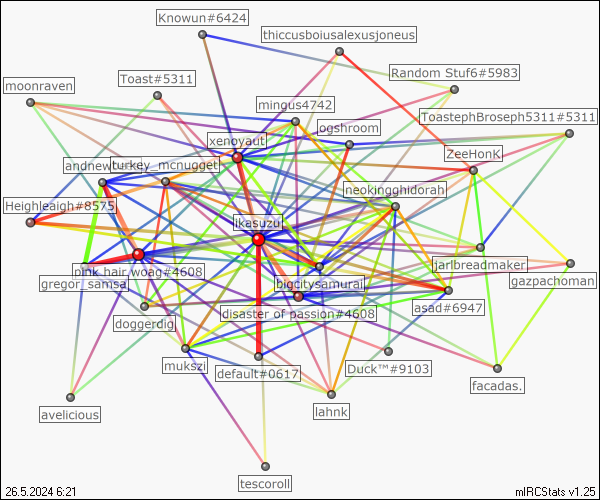 Knowun#6424
thiccusboiusalexusjoneus
Random Stuf6#5983
Toast#5311
moonraven
mingus4742
ToastephBroseph5311#5311
ogshroom
xenoyaut
ZeeHonK
turkey_mcnugget
neokingghidorah
Heighleaigh#8575
ikasuzu
jarlbreadmaker
pink.hair.woag#4608
gregor_samsa
bigcitysamurai
gazpachoman
asad#6947
disaster of passion#4608
doggerdig
mukszi
default#0617
Duck™#9103
facadas.
lahnk
avelicious
tescoroll
26.5.2024 6:21
mIRCStats v1.25